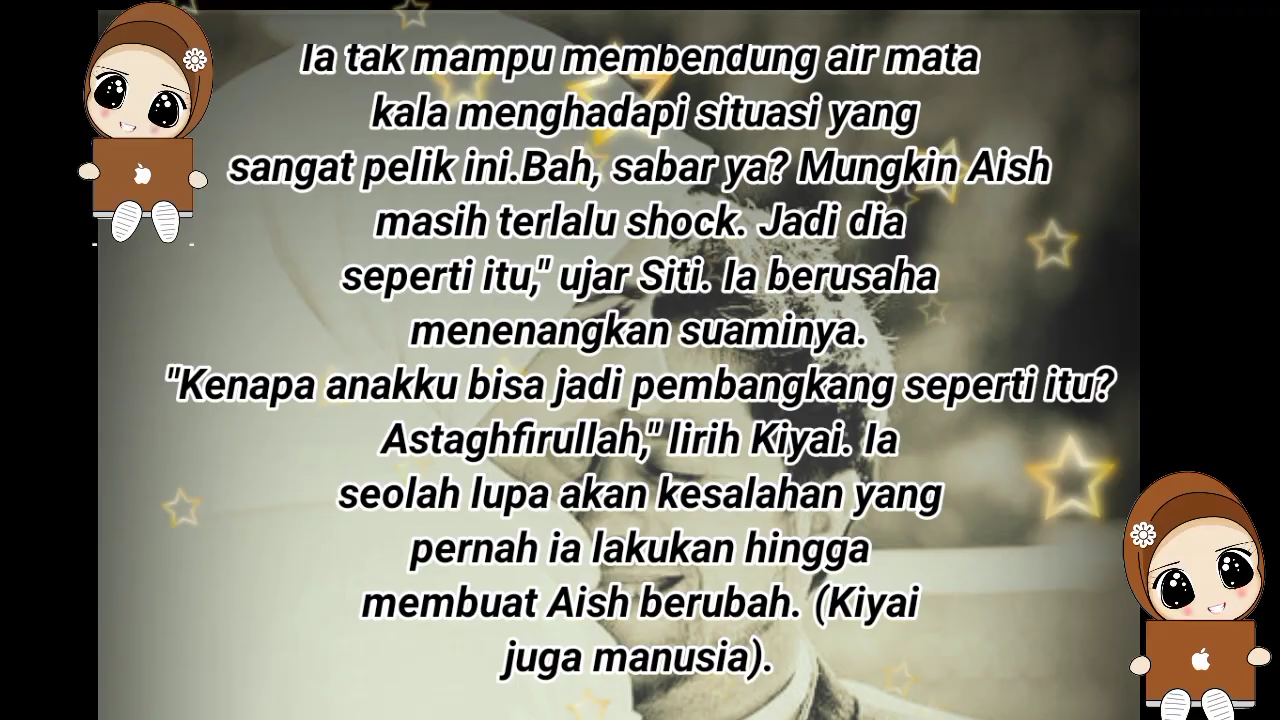 Ia tak mampu membendung air mata
kala menghadapi situasi yang
sangat pelik ini.Bah, sabar ya? Mungkin Aish
masih terlalu shock. Jadi dia
seperti itu," ujar Siti. Ia berusaha
menenangkan suaminya.
"Kenapa anakku bisa jadi pembangkang seperti itu?
Astaghfirullah," lirih Kiyai. Ia
seolah lupa akan kesalahan yang
pernah ia lakukan hingga
membuat Aish berubah. (Kiyai
juga manusia).